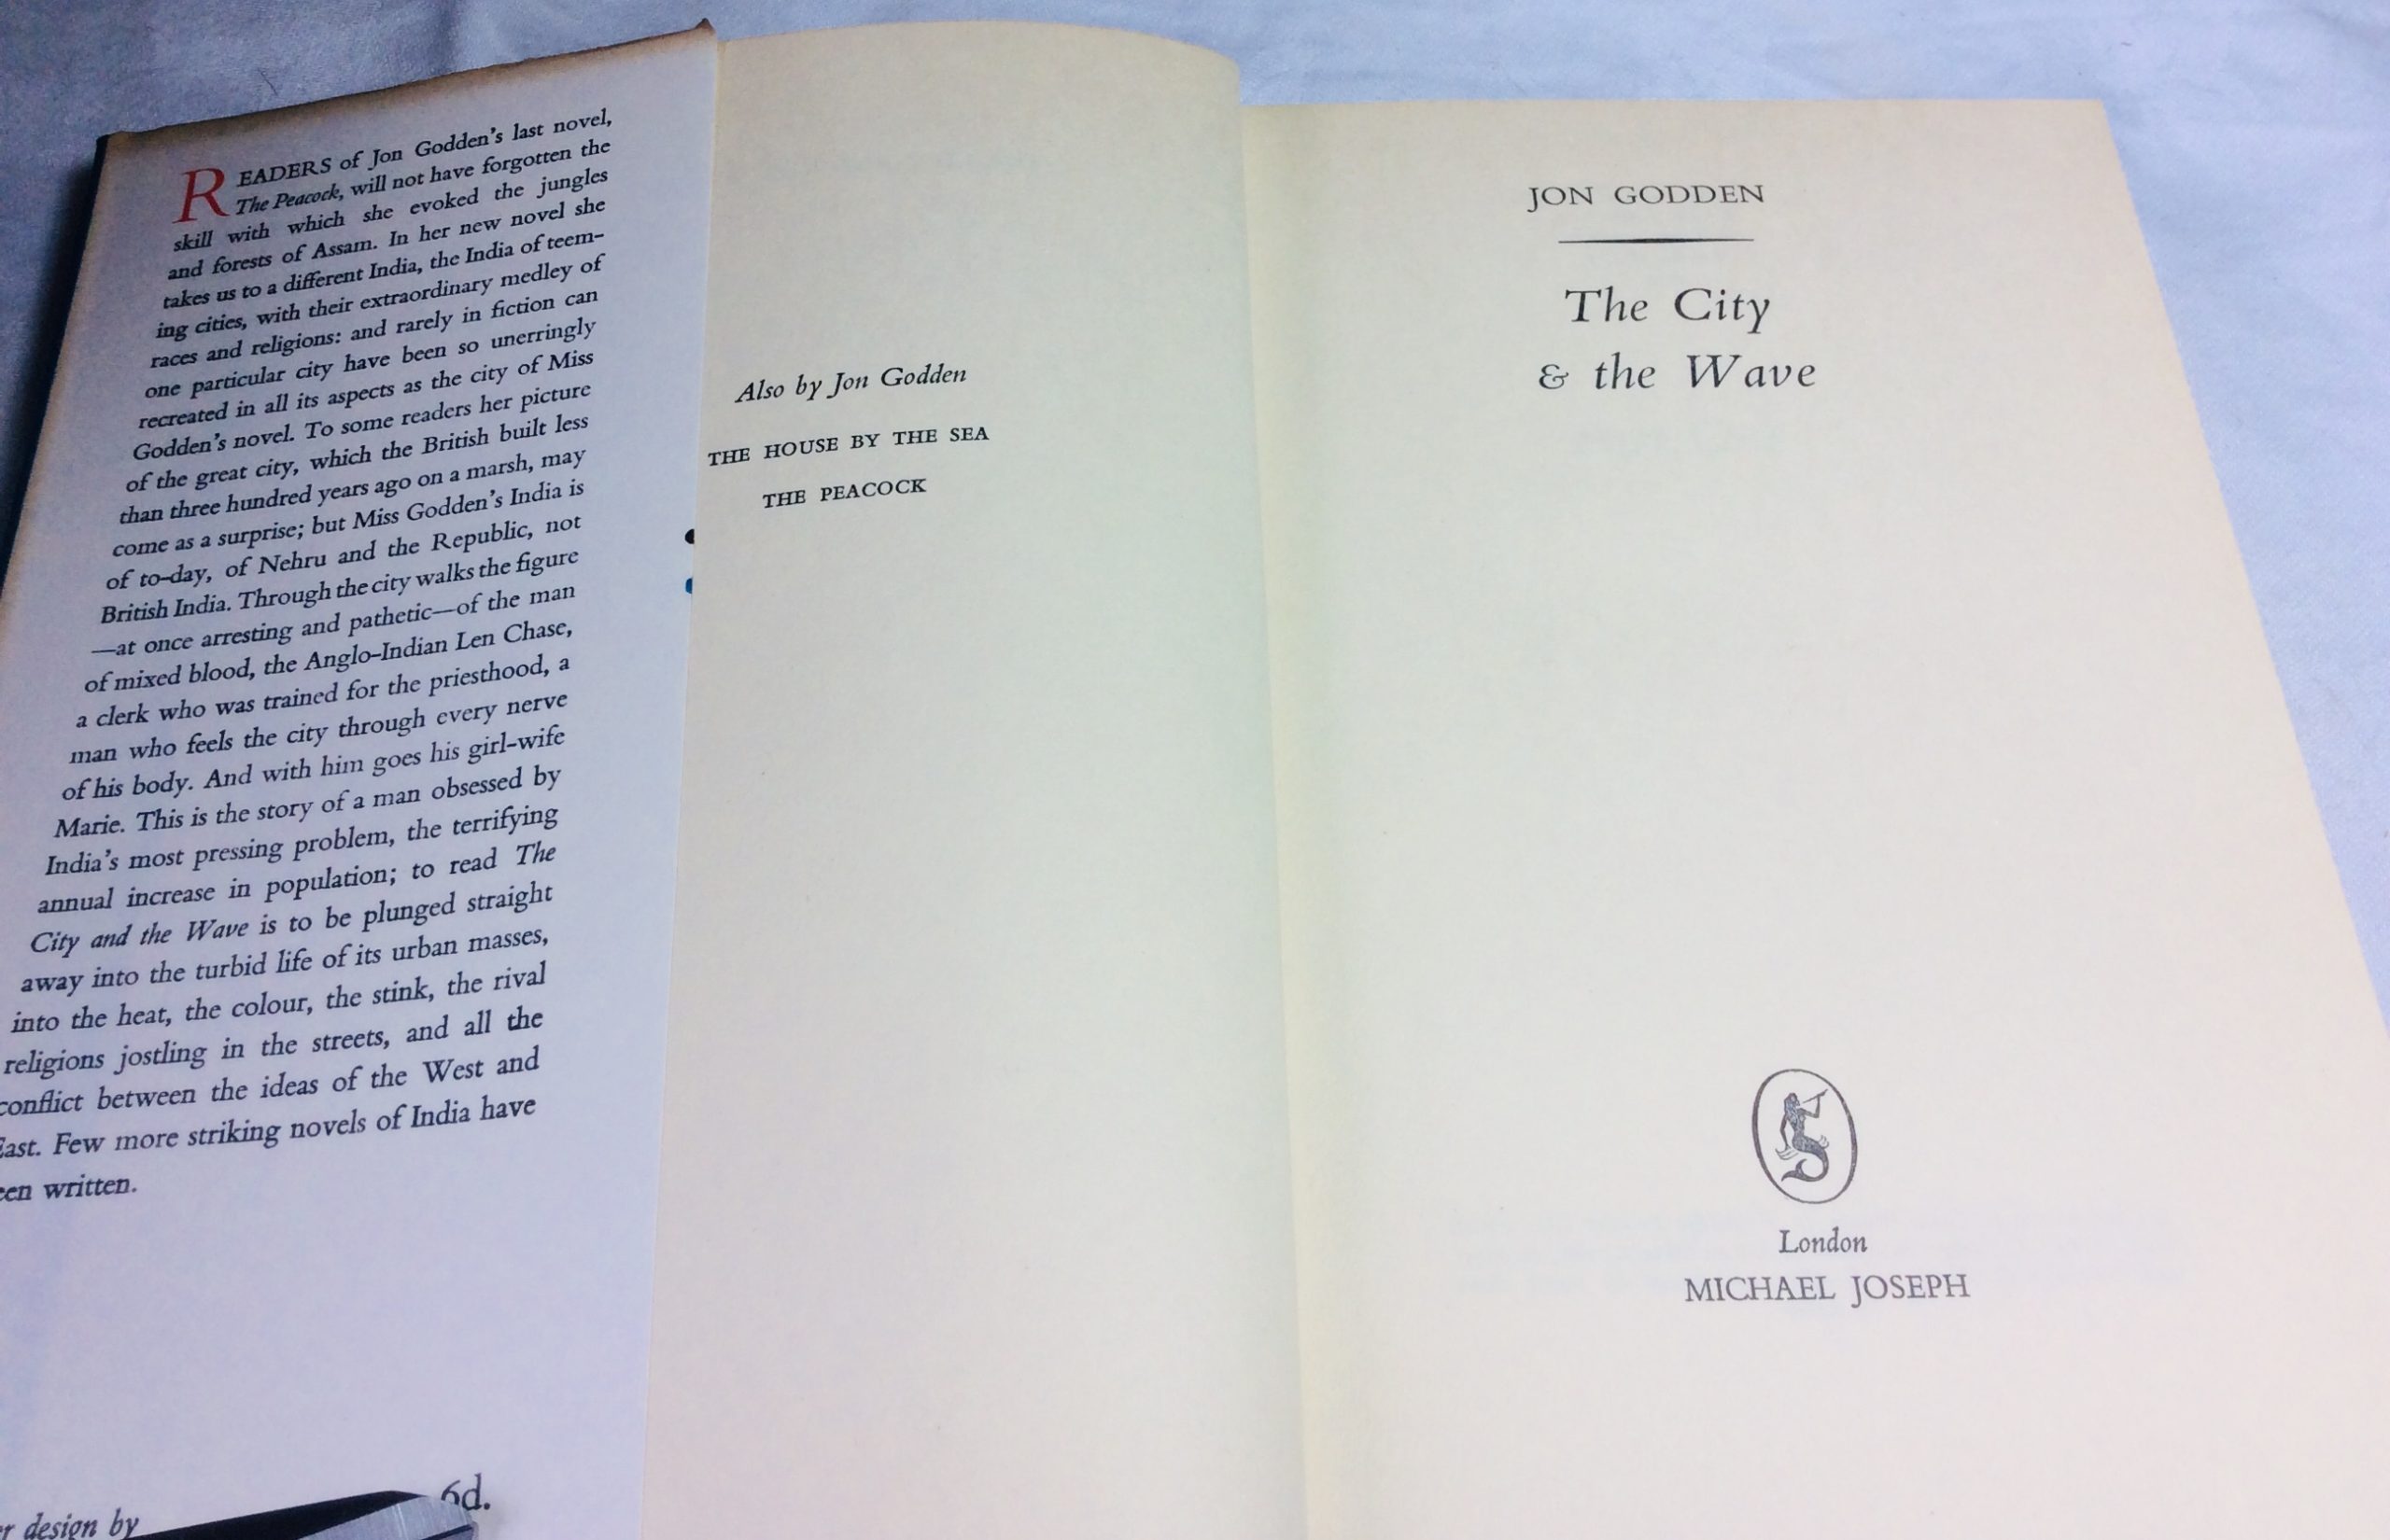 READERS of Jon Godden's last novel,
The Peacock, will not have forgotten the
skill with which she evoked the jungles
and forests of Assam. In her new novel she
takes us to a different India, the India of teem-
ing cities, with their extraordinary medley of
races and religions: and rarely in fiction can
one particular city have been so unerringly
recreated in all its aspects as the city of Miss
Godden's novel. To some readers her picture
of the great city, which the British built less
than three hundred years ago on a marsh, may
come as a surprise; but Miss Godden's India is
of to-day, of Nehru and the Republic, not
British India. Through the city walks the figure
—at once arresting and pathetic—of the man
of mixed blood, the Anglo-Indian Len Chase,
a clerk who was trained for the priesthood, a
man who feels the city through every nerve
of his body. And with him goes his girl-wife
Marie. This is the story of a man obsessed by
India's most pressing problem, the terrifying
annual increase in population; to read The
City and the Wave is to be plunged straight
away into the turbid life of its urban masses,
into the heat, the colour, the stink, the rival
religions jostling in the streets, and all the
conflict between the ideas of the West and
East. Few more striking novels of India have
een written.
6d.
r design by
Also by Jon Godden
THE HOUSE BY THE SEA
THE PEACOCK
JON GODDEN
The City
& the Wave
London
MICHAEL JOSEPH